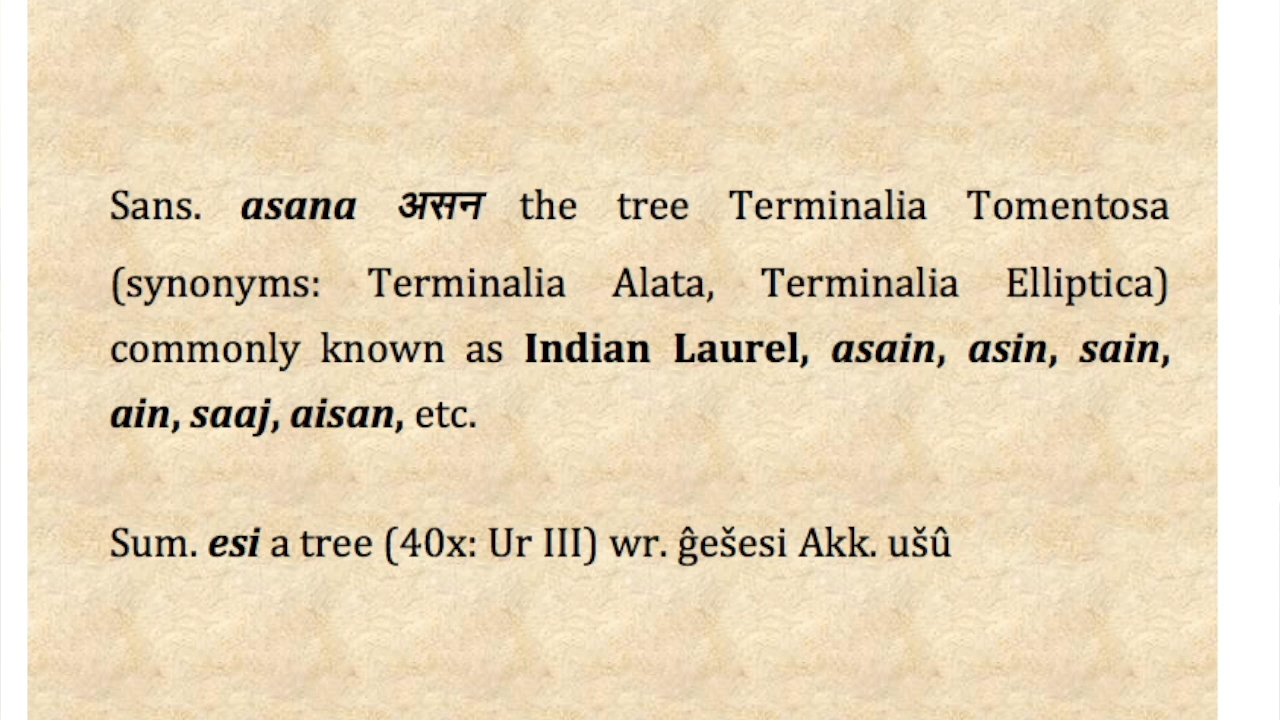 Sans. asana असन the tree Terminalia Tomentosa
(synonyms: Terminalia Alata, Terminalia Elliptica)
commonly known as Indian Laurel, asain, asin, sain,
ain, saaj, aisan, etc.
Sum. esi a tree (40x: Ur III) wr. ĝešesi Akk. ušû